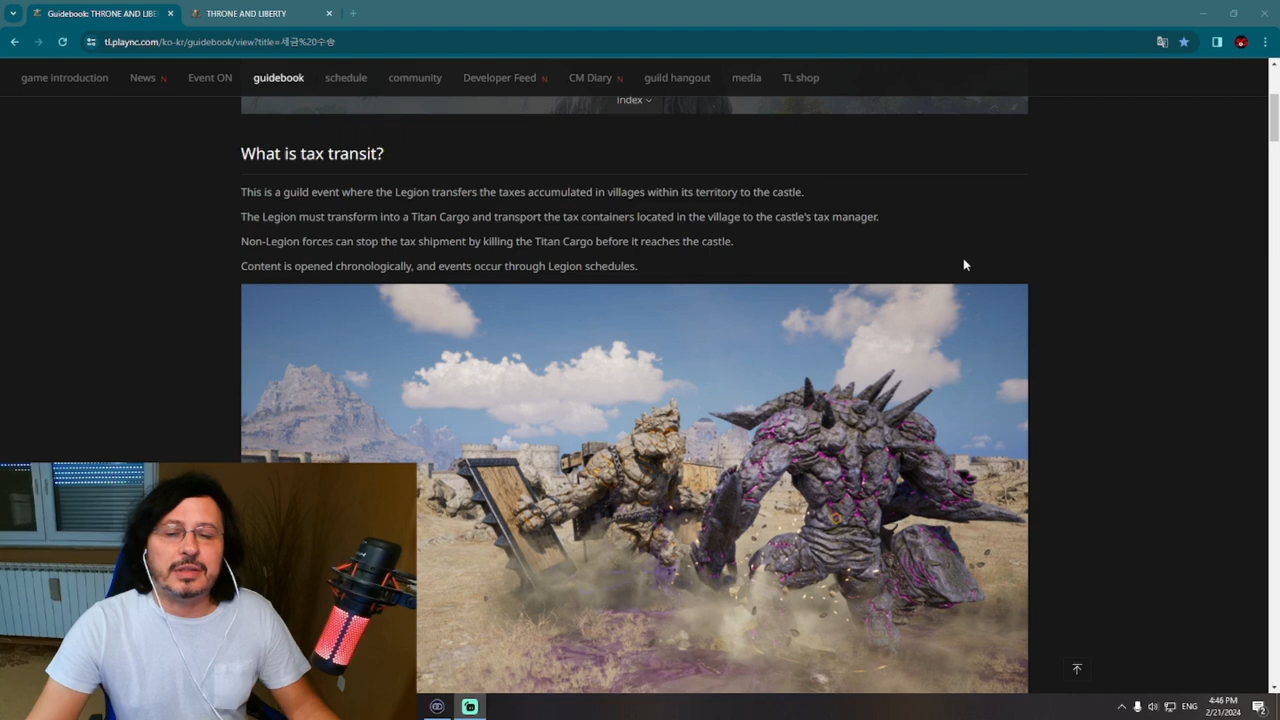 Guidebook: THRONE AND LIBE
THRONE AND LIBERTY
tl.plaync.com/ko-kr/guidebook/view?title=세금%20수송
game introduction
News N
Event ON
guidebook
schedule
community
Developer Feed N
CM Diary N
guild hangout
media
TL shop
Index
What is tax transit?
This is a guild event where the Legion transfers the taxes accumulated in villages within its territory to the castle.
The Legion must transform into a Titan Cargo and transport the tax containers located in the village to the castle's tax manager.
Non-Legion forces can stop the tax shipment by killing the Titan Cargo before it reaches the castle.
Content is opened chronologically, and events occur through Legion schedules.
ENG
4:46 PM
2/21/2024
2